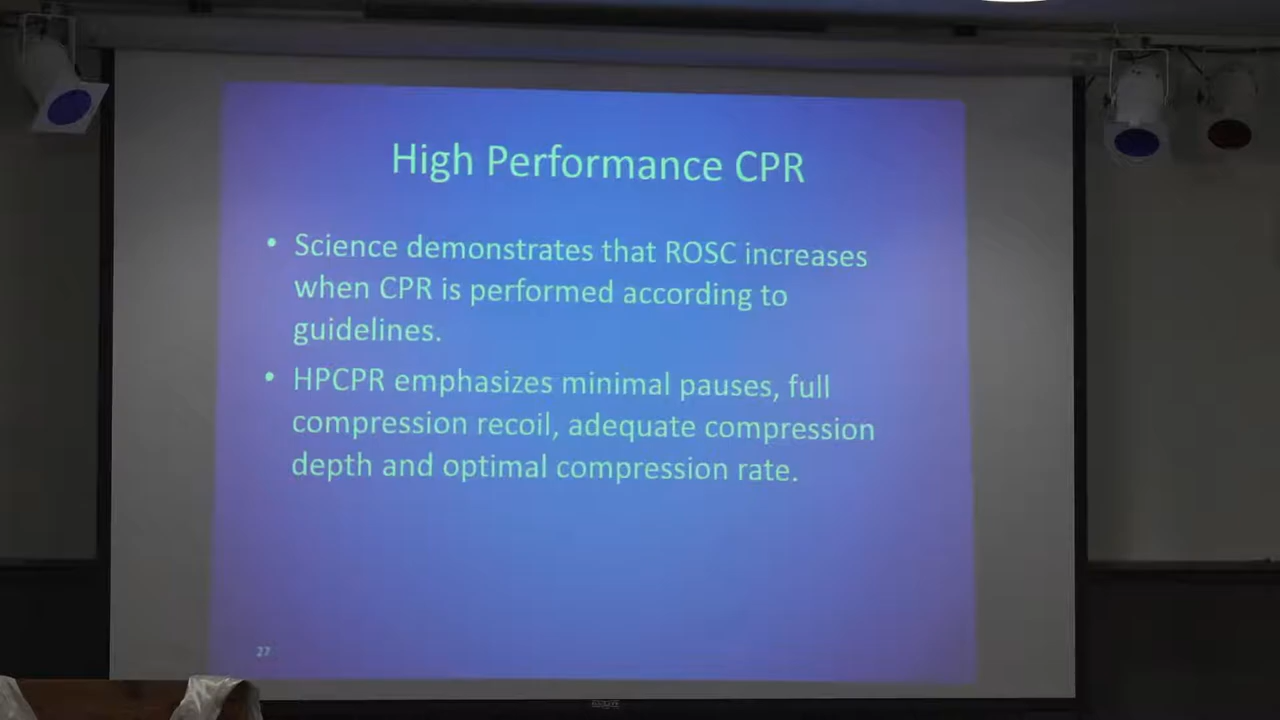 High Performance CPR
• Science demonstrates that ROSC increases
when CPR is performed according to
guidelines.
• HPCPR emphasizes minimal pauses, full
compression recoil, adequate compression
depth and optimal compression rate.
27